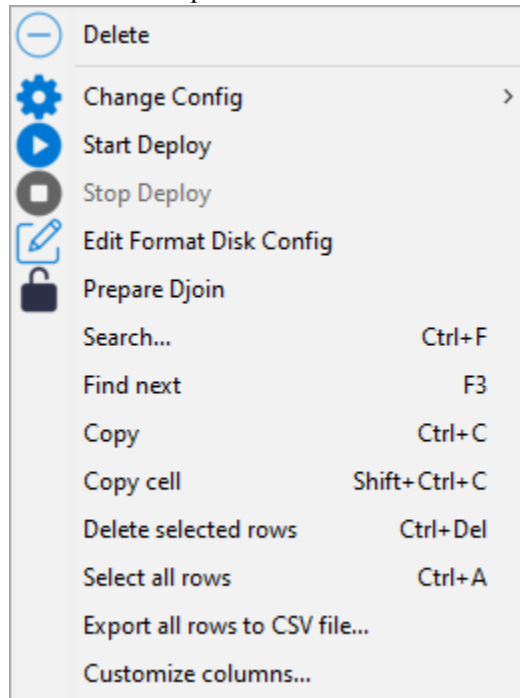 Delete
Change Config
Start Deploy
Stop Deploy
Edit Format Disk Config
Prepare Djoin
Search... Ctrl+F
Find next F3
Copy Ctrl+C
Copy cell Shift+Ctrl+C
Delete selected rows Ctrl+Del
Select all rows Ctrl+A
Export all rows to CSV file...
Customize columns...